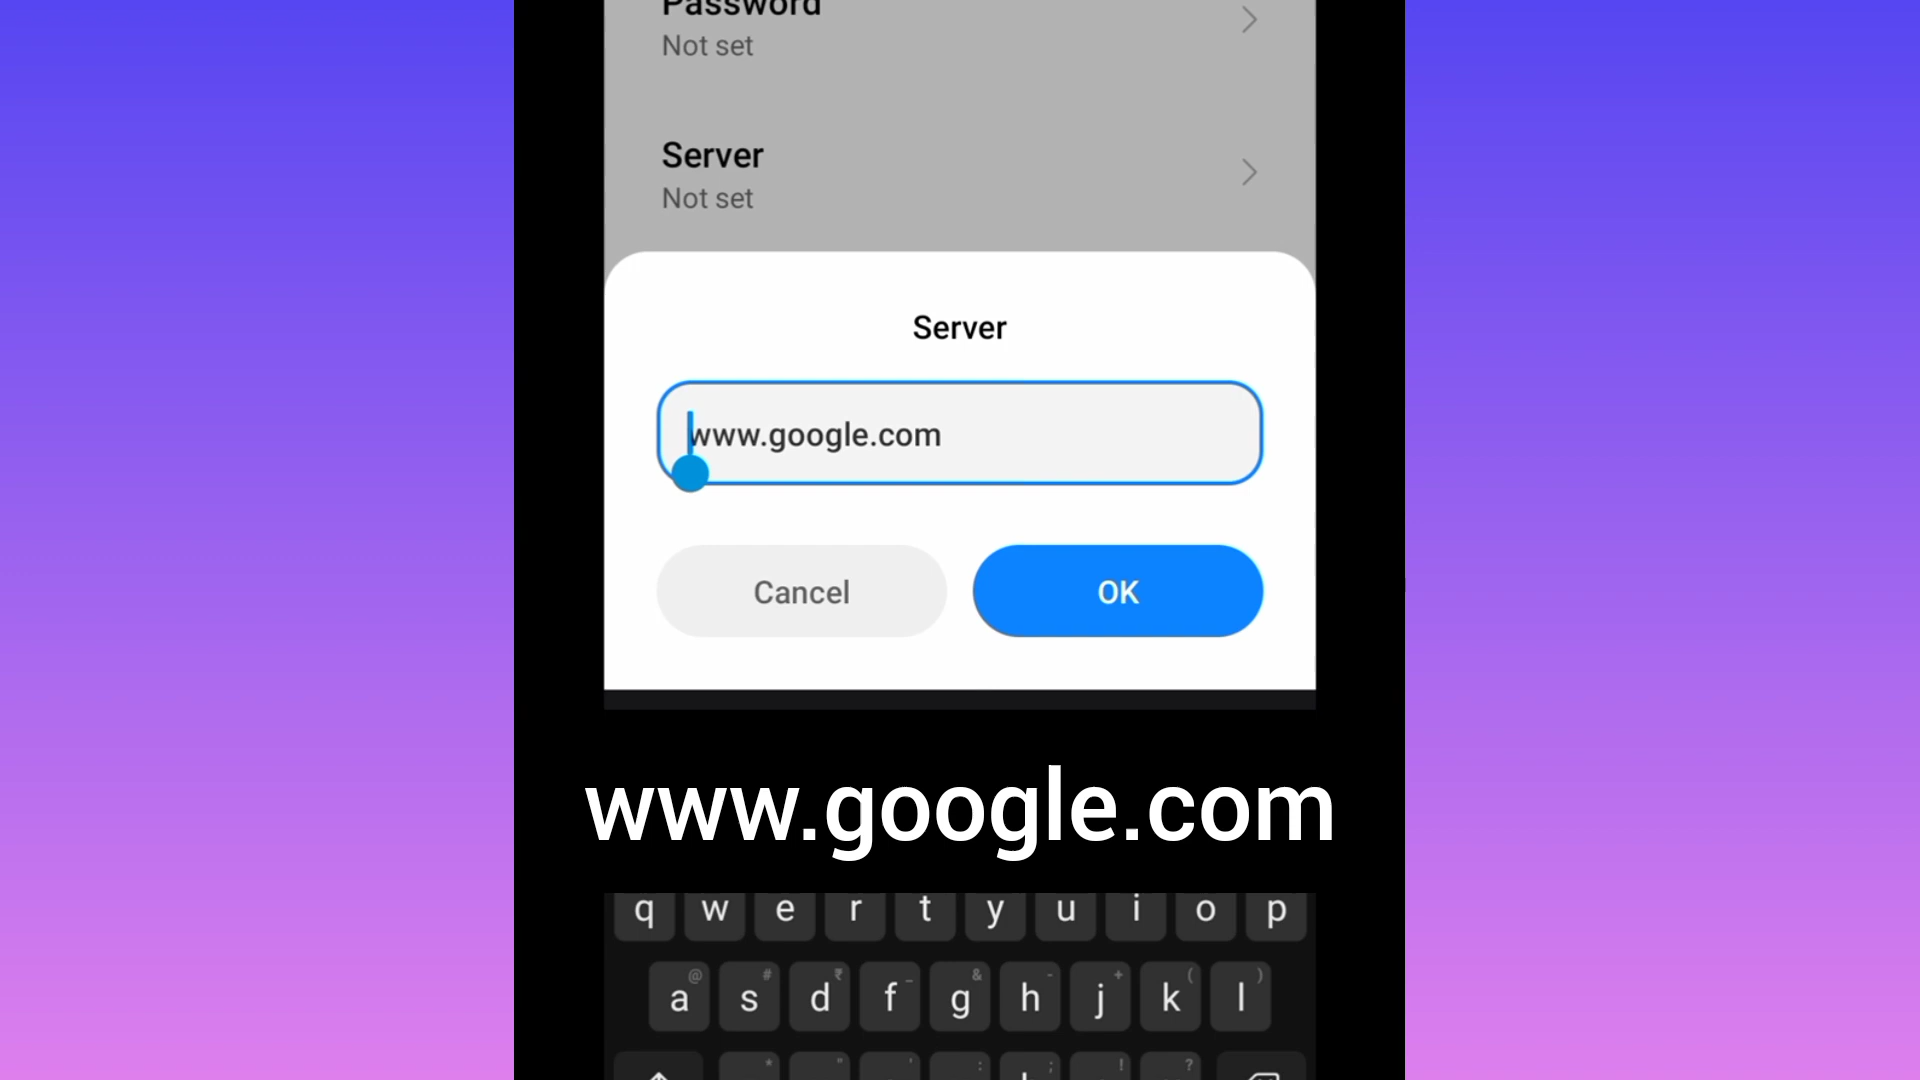 Password
Not set
Server
Not set
Server
www.google.com
Cancel OK
www.google.com
q w e r t y u i o p
@ # ₹ _ & - + ( )
a s d f g h j k l
* " ' : ; ! ?